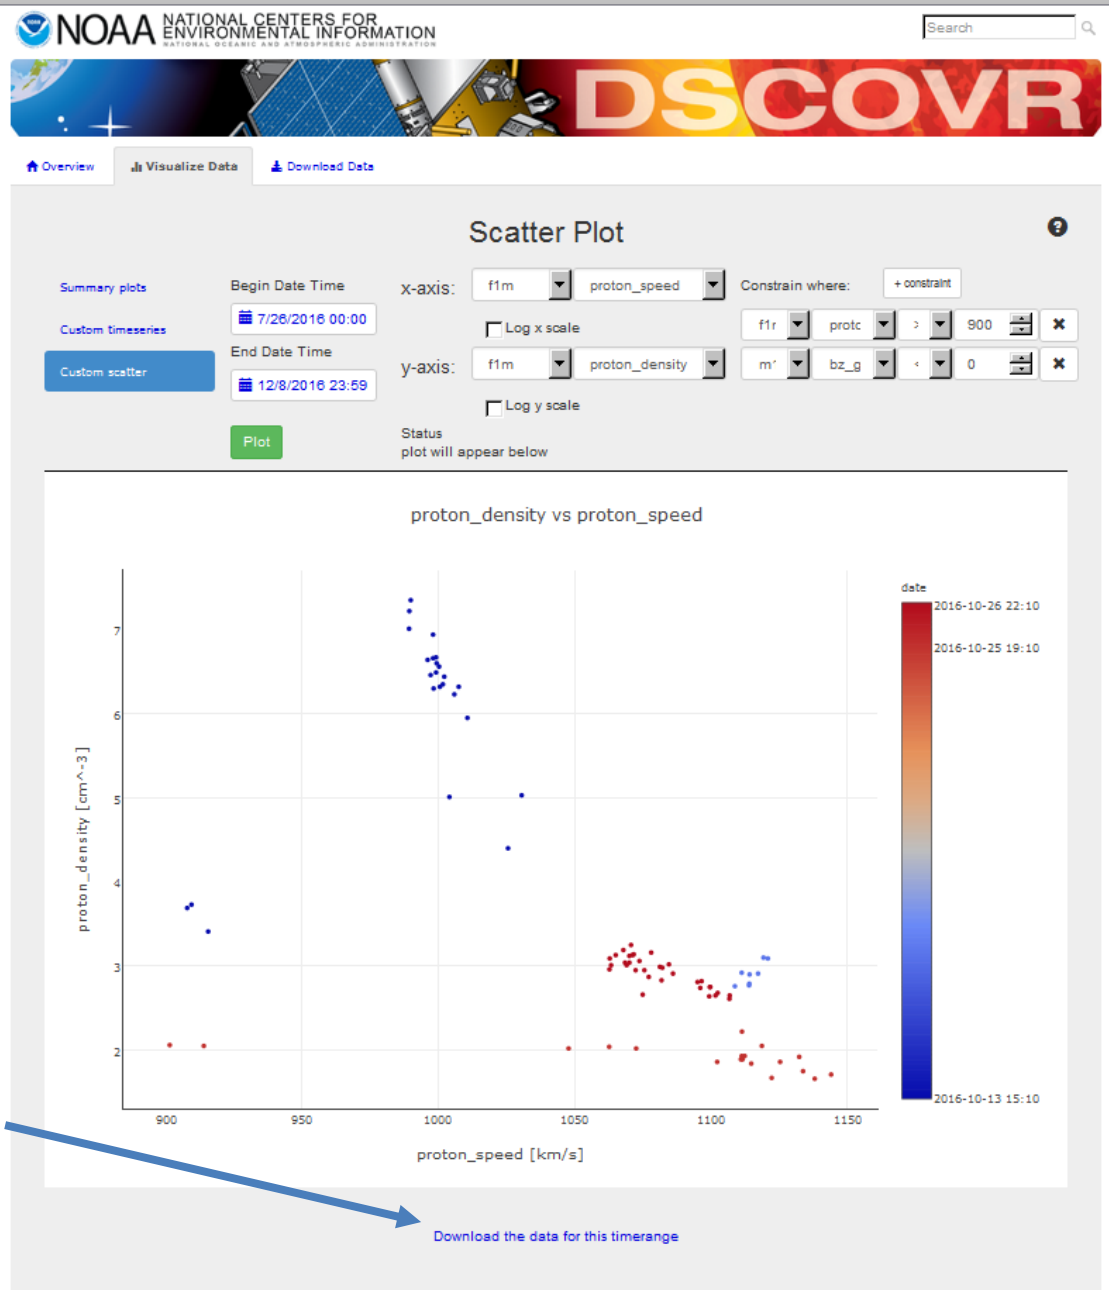 NOAA NATIONAL CENTERS FOR
ENVIRONMENTAL INFORMATION
NATIONAL OCEANIC AND ATMOSPHERIC ADMINISTRATION
Search
DSCOVR
Overview Visualize Data Download Data
Scatter Plot
Summary plots
Custom timeseries
Custom scatter
Begin Date Time
7/26/2016 00:00
End Date Time
12/8/2016 23:59
Plot
x-axis: f1m proton_speed
Log x scale
y-axis: f1m proton_density
Log y scale
Status
plot will appear below
Constrain where: + constraint
f1r protc > 900
m1 bz_g < 0
proton_density vs proton_speed
proton_density [cm^-3]
7
6
5
4
3
2
900 950 1000 1050 1100 1150
proton_speed [km/s]
date
2016-10-26 22:10
2016-10-25 19:10
2016-10-13 15:10
Download the data for this timerange